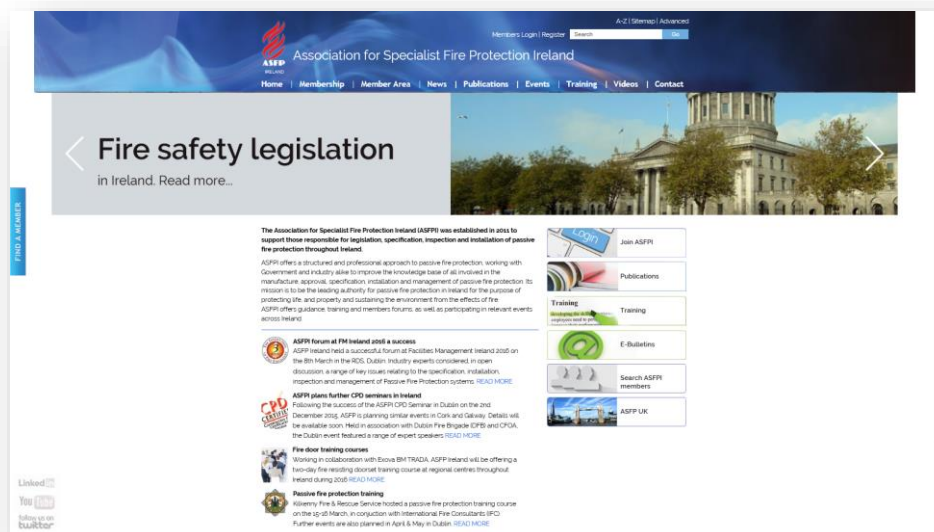 A-Z | Sitemap | Advanced
Members Login | Register Search Go
ASFP
IRELAND
Association for Specialist Fire Protection Ireland
Home | Membership | Member Area | News | Publications | Events | Training | Videos | Contact
Fire safety legislation
in Ireland. Read more...
FIND A MEMBER
The Association for Specialist Fire Protection Ireland (ASFPI) was established in 2011 to
support those responsible for legislation, specification, inspection and installation of passive
fire protection throughout Ireland.
ASFPI offers a structured and professional approach to passive fire protection, working with
Government and industry alike to improve the knowledge base of all involved in the
manufacture, approval, specification, installation and management of passive fire protection. Its
mission is to be the leading authority for passive fire protection in Ireland for the purpose of
protecting life, and property and sustaining the environment from the effects of fire.
ASFPI offers guidance, training and members forums, as well as participating in relevant events
across Ireland.
ASFPI forum at FM Ireland 2016 a success
ASFP Ireland held a successful forum at Facilities Management Ireland 2016 on
the 8th March in the RDS, Dublin. Industry experts considered, in open
discussion, a range of key issues relating to the specification, installation,
inspection and management of Passive Fire Protection systems. READ MORE
CPD
CERTIFIED
ASFPI plans further CPD seminars in Ireland
Following the success of the ASFPI CPD Seminar in Dublin on the 2nd
December 2015, ASFP is planning similar events in Cork and Galway. Details will
be available soon. Held in association with Dublin Fire Brigade (DFB) and CFOA,
the Dublin event featured a range of expert speakers READ MORE
Fire door training courses
Working in collaboration with Exova BM TRADA, ASFP Ireland will be offering a
two-day fire resisting doorset training course at regional centres throughout
Ireland during 2016 READ MORE
Passive fire protection training
Kilkenny Fire & Rescue Service hosted a passive fire protection training course
on the 15-16 March, in conjuction with International Fire Consultants (IFC).
Further events are also planned in April & May in Dublin. READ MORE
Login
Join ASFPI
Publications
Training
Training
E-Bulletins
Search ASFPI
members
ASFP UK
Linked in
You Tube
follow us on
twitter